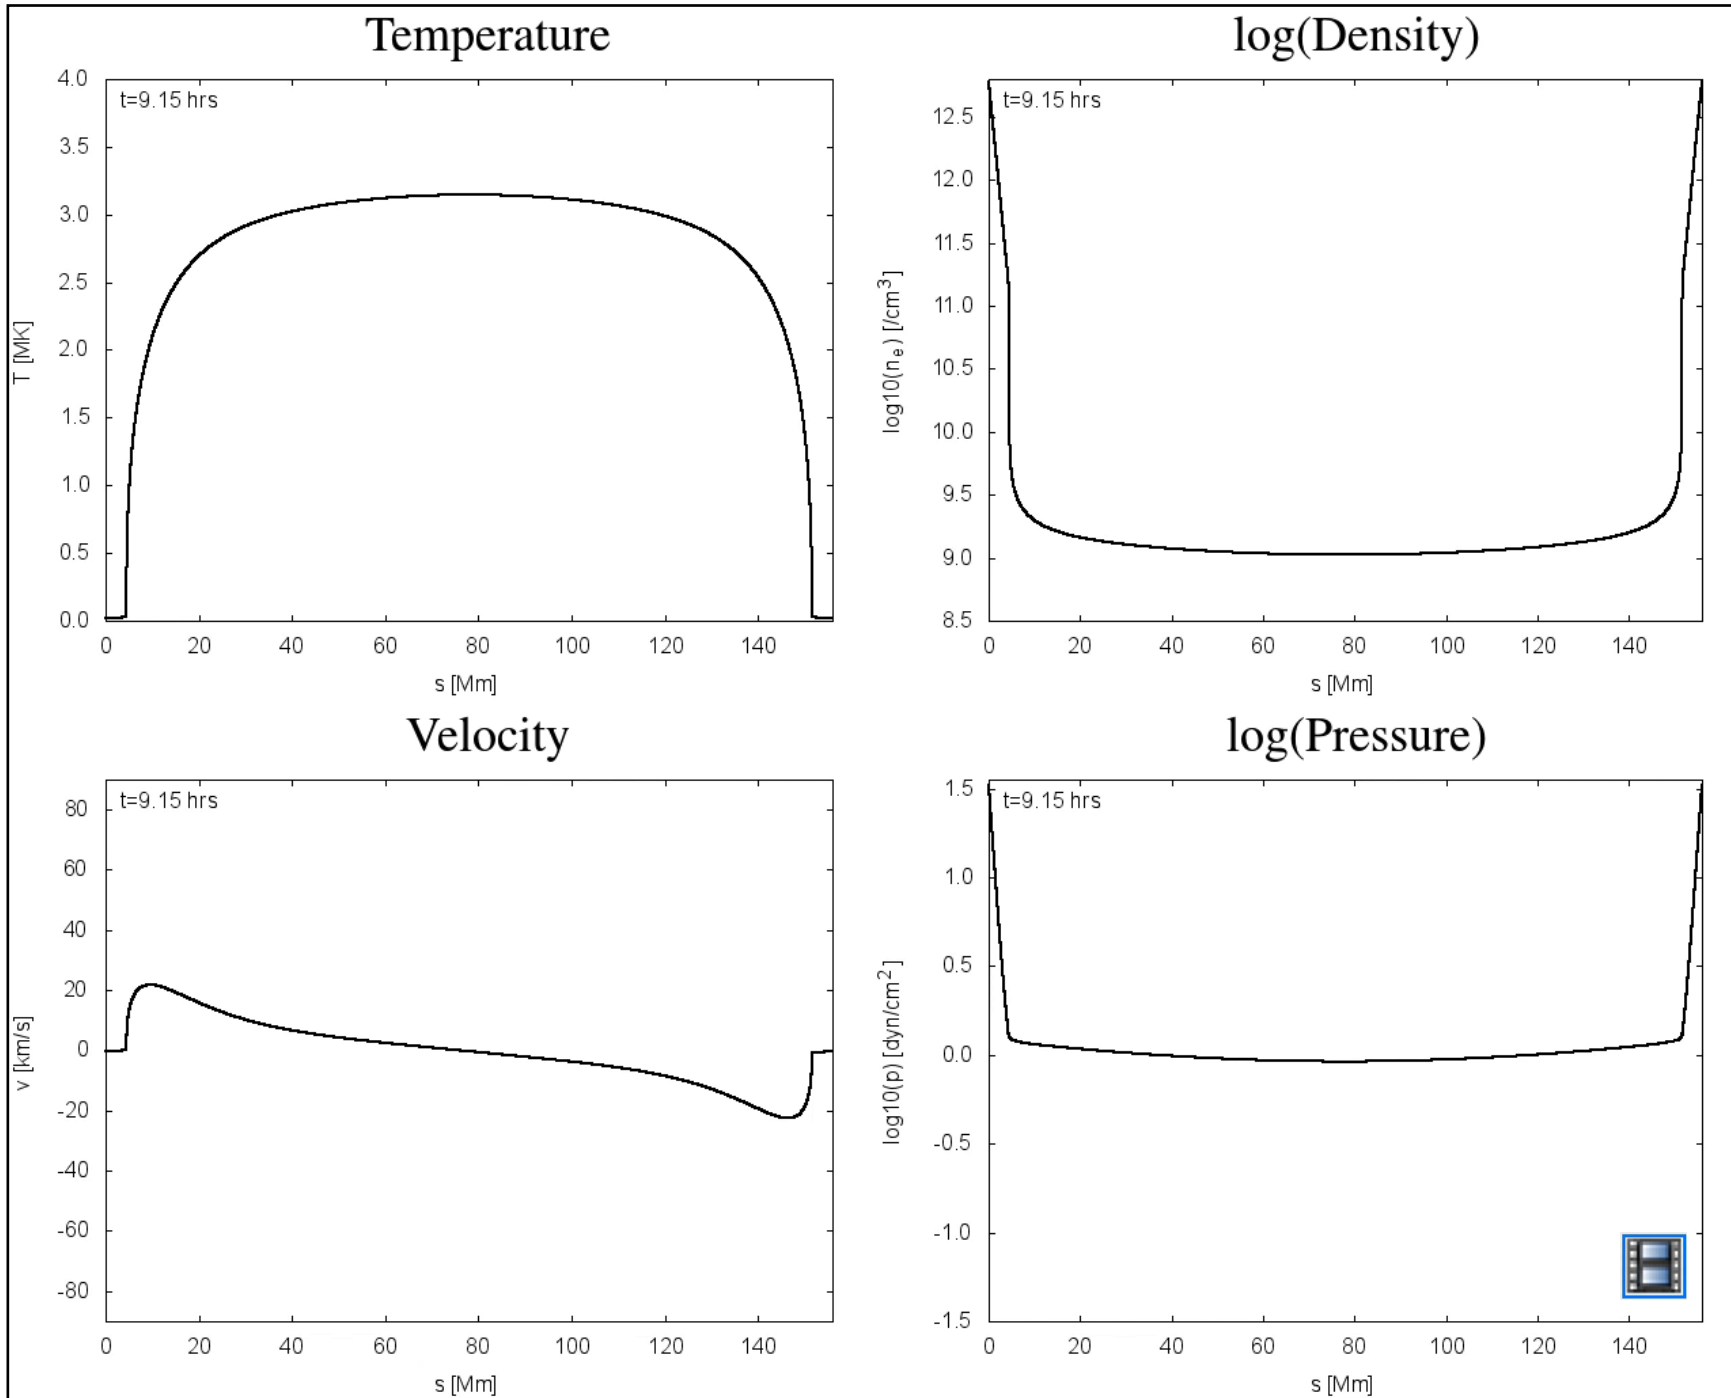 Temperature
t=9.15 hrs
4.0
3.5
3.0
2.5
2.0
1.5
1.0
0.5
0.0
T [MK]
0 20 40 60 80 100 120 140
s [Mm]
log(Density)
t=9.15 hrs
12.5
12.0
11.5
11.0
10.5
10.0
9.5
9.0
8.5
log10(nₑ) [/cm³]
0 20 40 60 80 100 120 140
s [Mm]
Velocity
t=9.15 hrs
80
60
40
20
0
-20
-40
-60
-80
v [km/s]
0 20 40 60 80 100 120 140
s [Mm]
log(Pressure)
t=9.15 hrs
1.5
1.0
0.5
0.0
-0.5
-1.0
-1.5
log10(p) [dyn/cm²]
0 20 40 60 80 100 120 140
s [Mm]